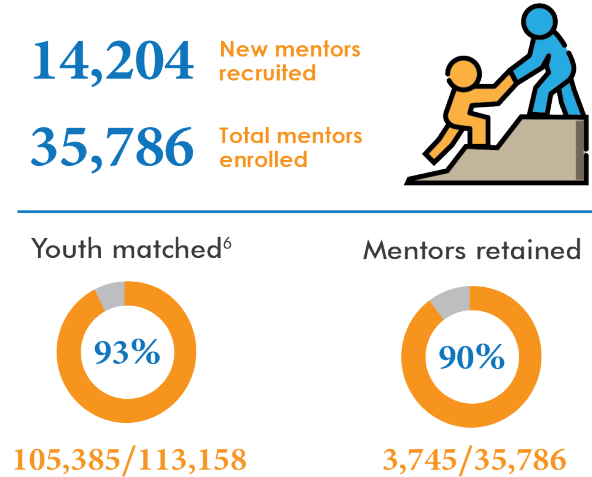 14,204
New mentors
recruited
35,786
Total mentors
enrolled
Youth matched⁶
Mentors retained
93%
90%
105,385/113,158
3,745/35,786